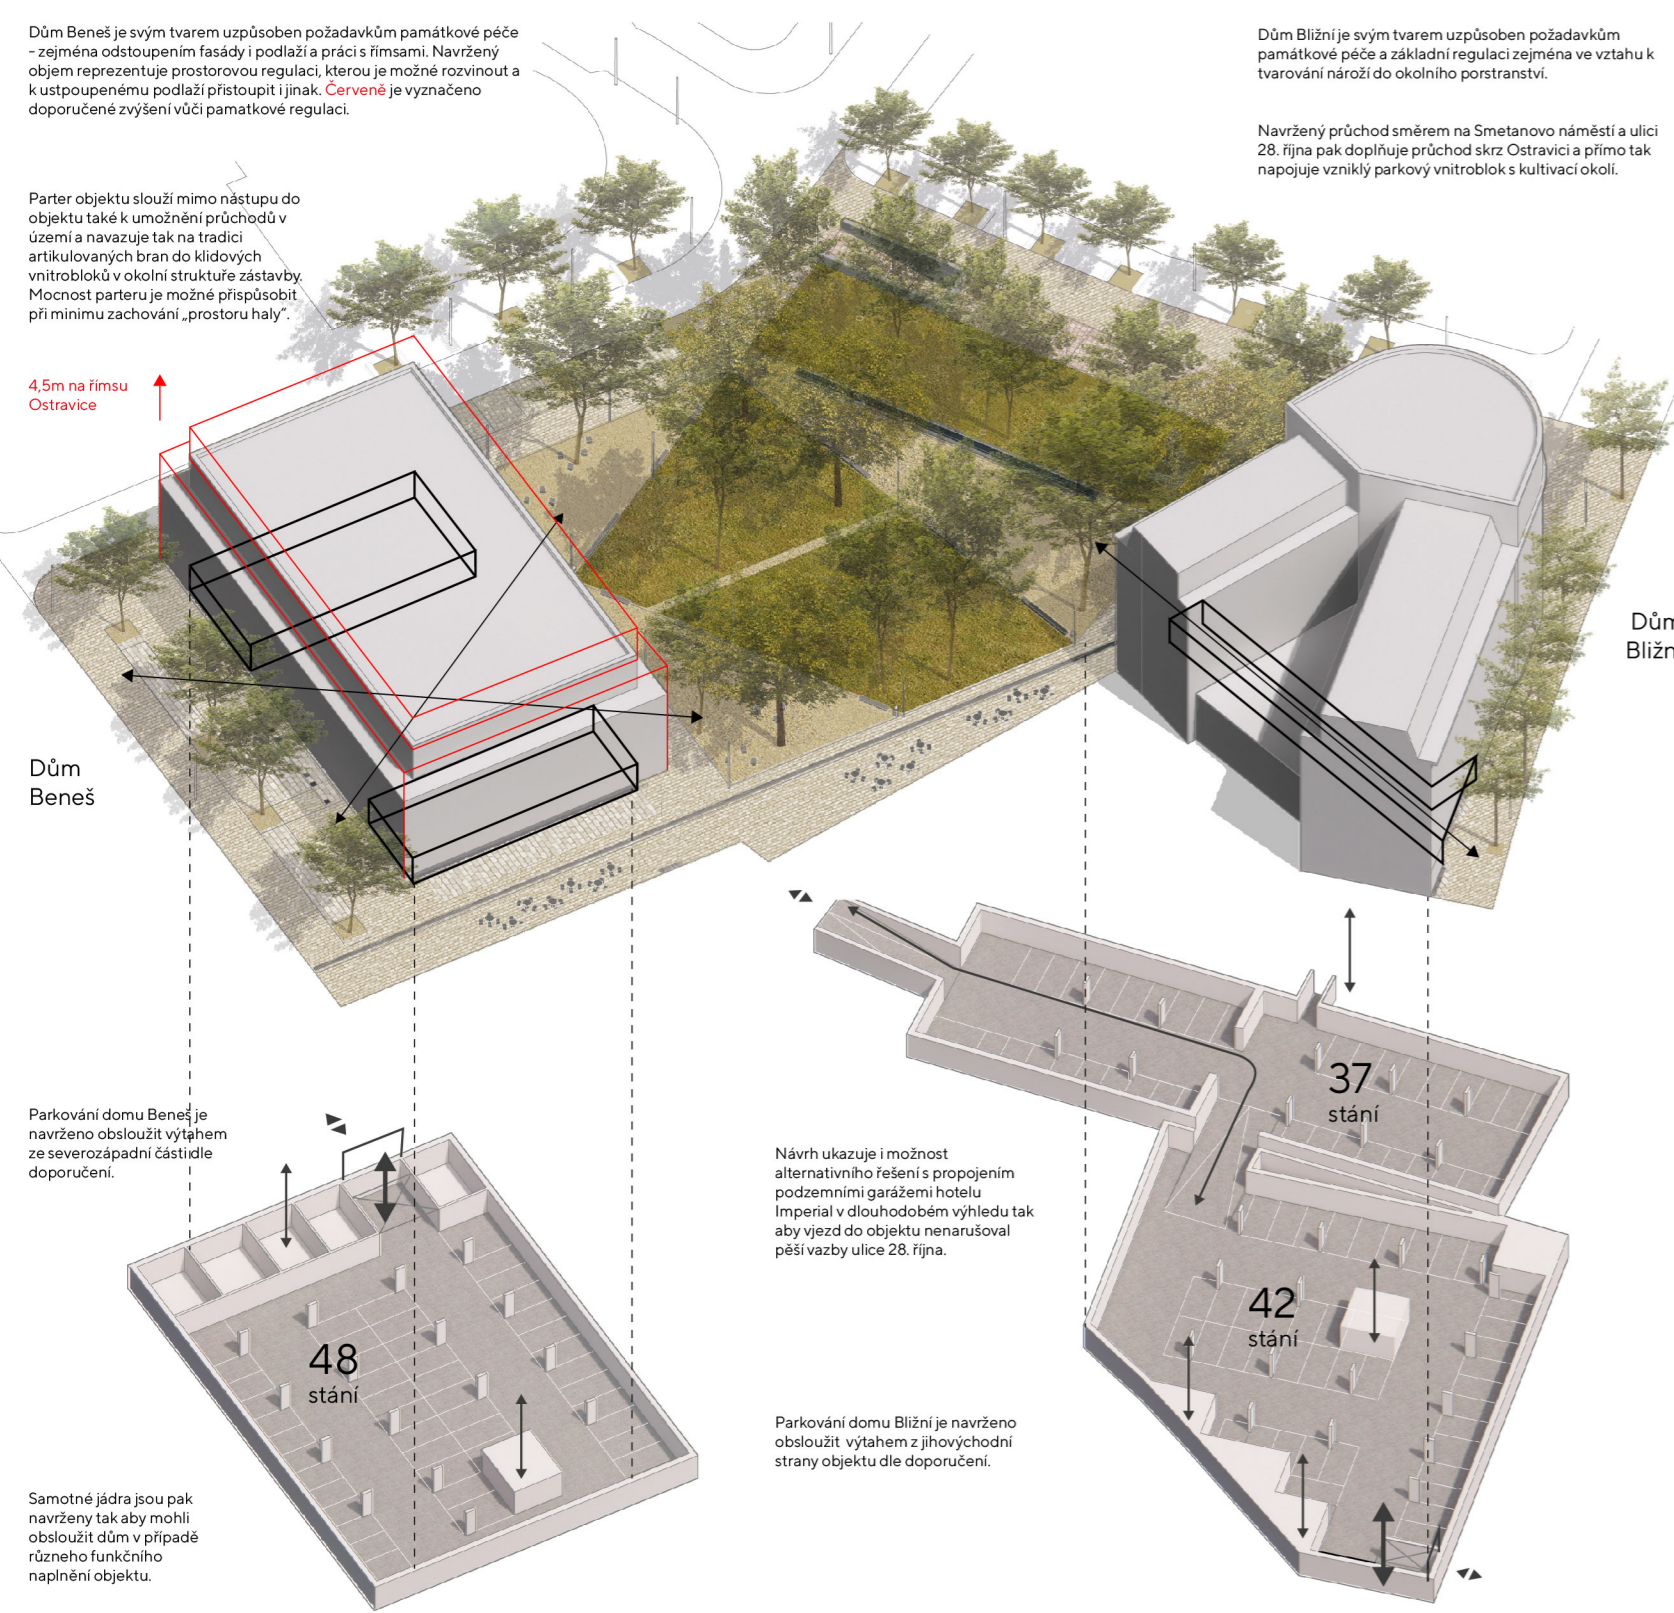 Dům Beneš je svým tvarem uzpůsoben požadavkům památkové péče
- zejména odstoupením fasády i podlaží a práci s římsami. Navržený
objem reprezentuje prostorovou regulaci, kterou je možné rozvinout a
k ustpoupenému podlaží přistoupit i jinak. Červeně je vyznačeno
doporučené zvýšení vůči pamatkové regulaci.
Parter objektu slouží mimo nástupu do
objektu také k umožnění průchodů v
území a navazuje tak na tradici
artikulovaných bran do klidových
vnitrobloků v okolní struktuře zástavby.
Mocnost parteru je možné přispůsobit
při minimu zachování „prostoru haly".
4,5m na římsu
Ostravice
Dům Bližní je svým tvarem uzpůsoben požadavkům
památkové péče a základní regulaci zejména ve vztahu k
tvarování nároží do okolního porstranství.
Navržený průchod směrem na Smetanovo náměstí a ulici
28. října pak doplňuje průchod skrz Ostravici a přímo tak
napojuje vzniklý parkový vnitroblok s kultivací okolí.
Dům
Bližn
Dům
Beneš
Parkování domu Beneš je
navrženo obsloužit výtahem
ze severozápadní části dle
doporučení.
48
stání
Samotné jádra jsou pak
navrženy tak aby mohli
obsloužit dům v případě
různeho funkčního
naplnění objektu.
37
stání
Návrh ukazuje i možnost
alternativního řešení s propojením
podzemními garážemi hotelu
Imperial v dlouhodobém výhledu tak
aby vjezd do objektu nenarušoval
pěší vazby ulice 28. října.
42
stání
Parkování domu Bližní je navrženo
obsloužit výtahem z jihovýchodní
strany objektu dle doporučení.